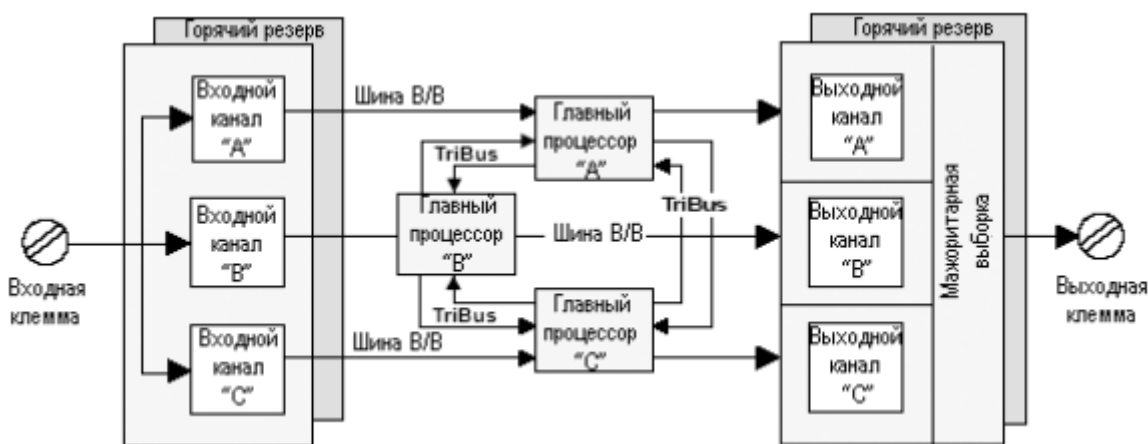 Горячий резерв
Входной
канал
“A”
Входной
канал
“B”
Входной
канал
“C”
Входная
клемма
Шина В/В
Шина В/В
Шина В/В
TriBus
TriBus
TriBus
Главный
процессор
“A”
Главный
процессор
“B”
Главный
процессор
“C”
Горячий резерв
Выходной
канал
“A”
Выходной
канал
“B”
Выходной
канал
“C”
Мажоритарная
выборка
Выходная
клемма